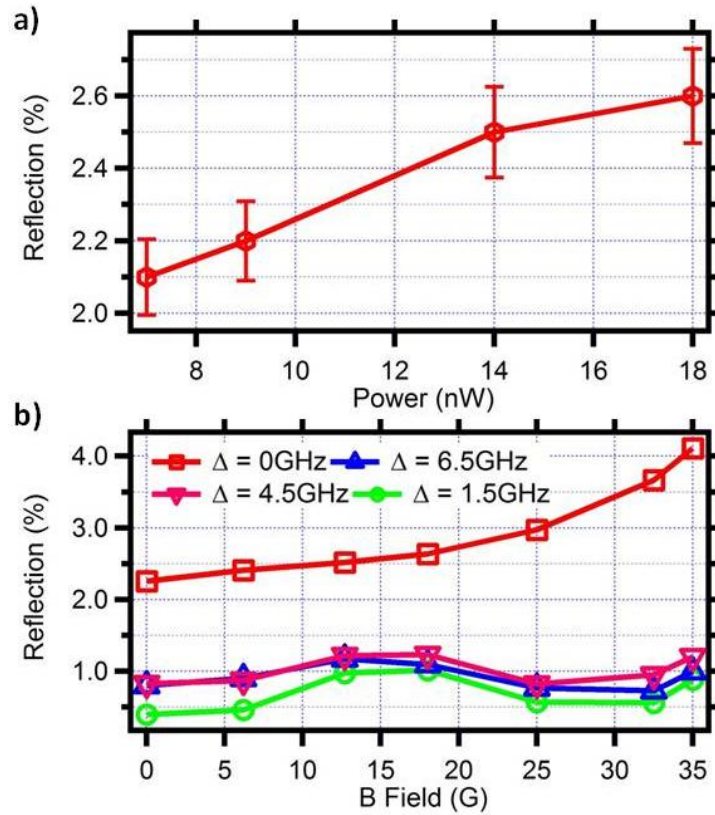 a)
Reflection (%)
2.6
2.4
2.2
2.0
8 10 12 14 16 18
Power (nW)
b)
Reflection (%)
4.0
3.0
2.0
1.0
Δ = 0GHz Δ = 6.5GHz
Δ = 4.5GHz Δ = 1.5GHz
0 5 10 15 20 25 30 35
B Field (G)